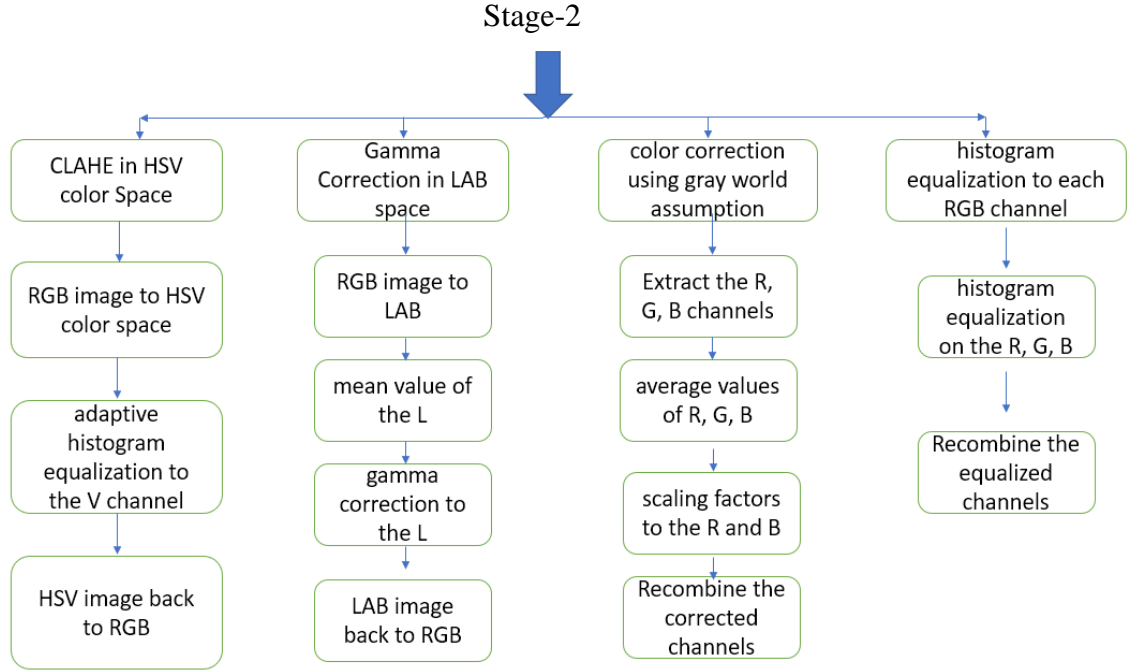 Stage-2
CLAHE in HSV
color Space
RGB image to HSV
color space
adaptive
histogram
equalization to
the V channel
HSV image back
to RGB
Gamma
Correction in LAB
space
RGB image to
LAB
mean value of
the L
gamma
correction to
the L
LAB image
back to RGB
color correction
using gray world
assumption
Extract the R,
G, B channels
average values
of R, G, B
scaling factors
to the R and B
Recombine the
corrected
channels
histogram
equalization to each
RGB channel
histogram
equalization
on the R, G, B
Recombine the
equalized
channels